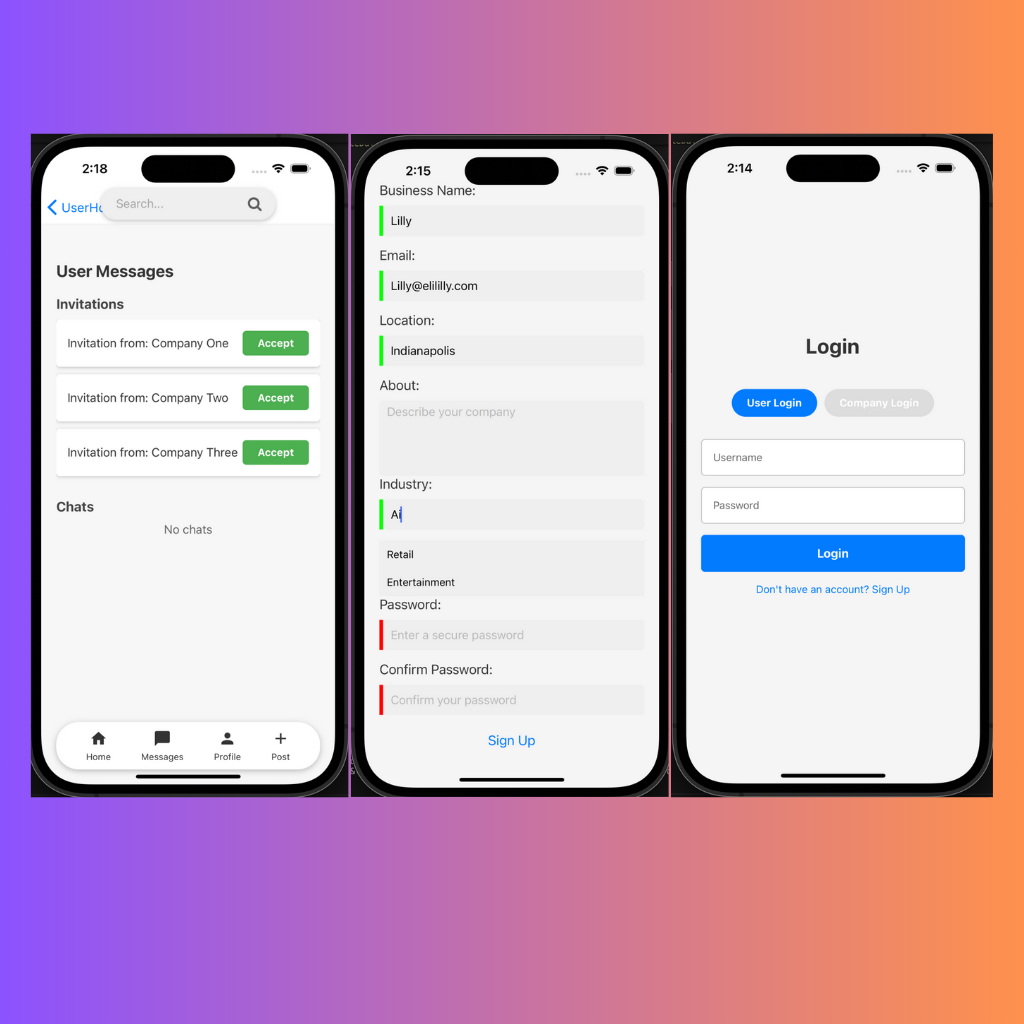 2:18
UserHo
Search...
User Messages
Invitations
Invitation from: Company One
Accept
Invitation from: Company Two
Accept
Invitation from: Company Three
Accept
Chats
No chats
Home
Messages
Profile
Post
2:15
Business Name:
Lilly
Email:
Lilly@elililly.com
Location:
Indianapolis
About:
Describe your company
Industry:
Ai
Retail
Entertainment
Password:
Enter a secure password
Confirm Password:
Confirm your password
Sign Up
2:14
Login
User Login
Company Login
Username
Password
Login
Don't have an account? Sign Up